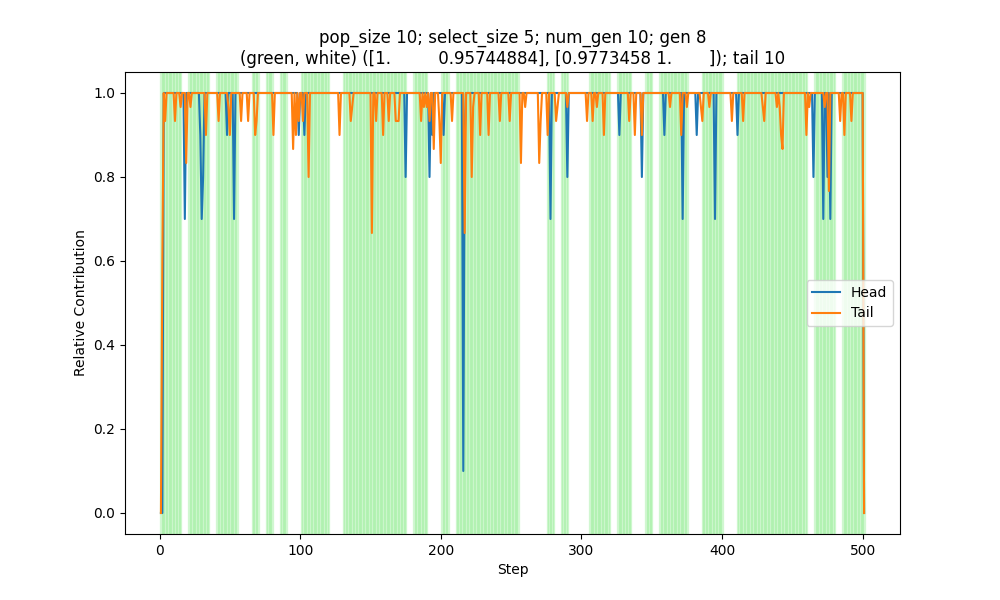 pop_size 10; select_size 5; num_gen 10; gen 8
(green, white) ([1.          0.95744884], [0.9773458 1.        ]); tail 10
1.0
0.8
0.6
0.4
0.2
0.0
Relative Contribution
Head
Tail
0
100
200
300
400
500
Step